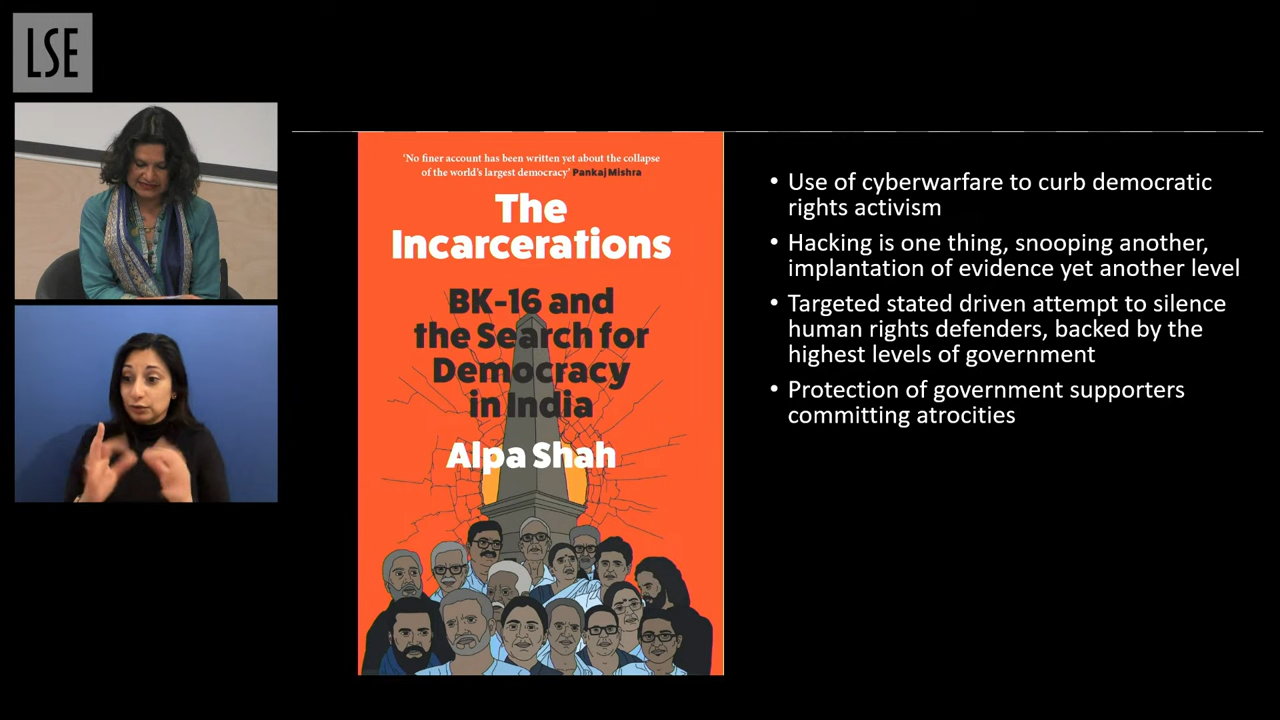 LSE
'No finer account has been written yet about the collapse
of the world's largest democracy' Pankaj Mishra
The
Incarcerations
BK-16 and
the Search for
Democracy
in India
Alpa Shah
• Use of cyberwarfare to curb democratic
rights activism
• Hacking is one thing, snooping another,
implantation of evidence yet another level
• Targeted stated driven attempt to silence
human rights defenders, backed by the
highest levels of government
• Protection of government supporters
committing atrocities